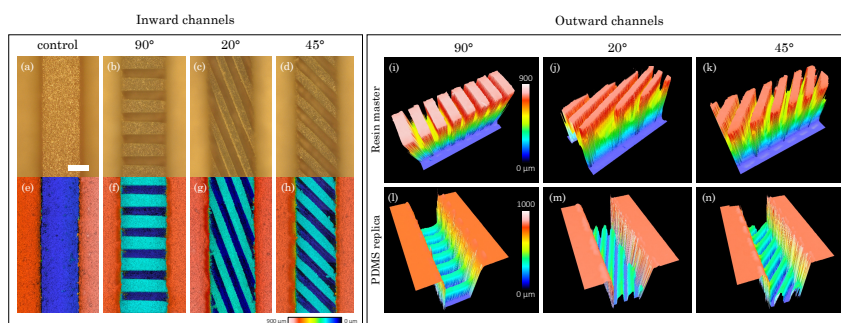 Inward channels
Outward channels
control 90° 20° 45°
90° 20° 45°
(a) (b) (c) (d)
(e) (f) (g) (h)
900 µm 0 µm
Resin master
(i) (j) (k)
900
0 µm
PDMS replica
(l) (m) (n)
1000
0 µm